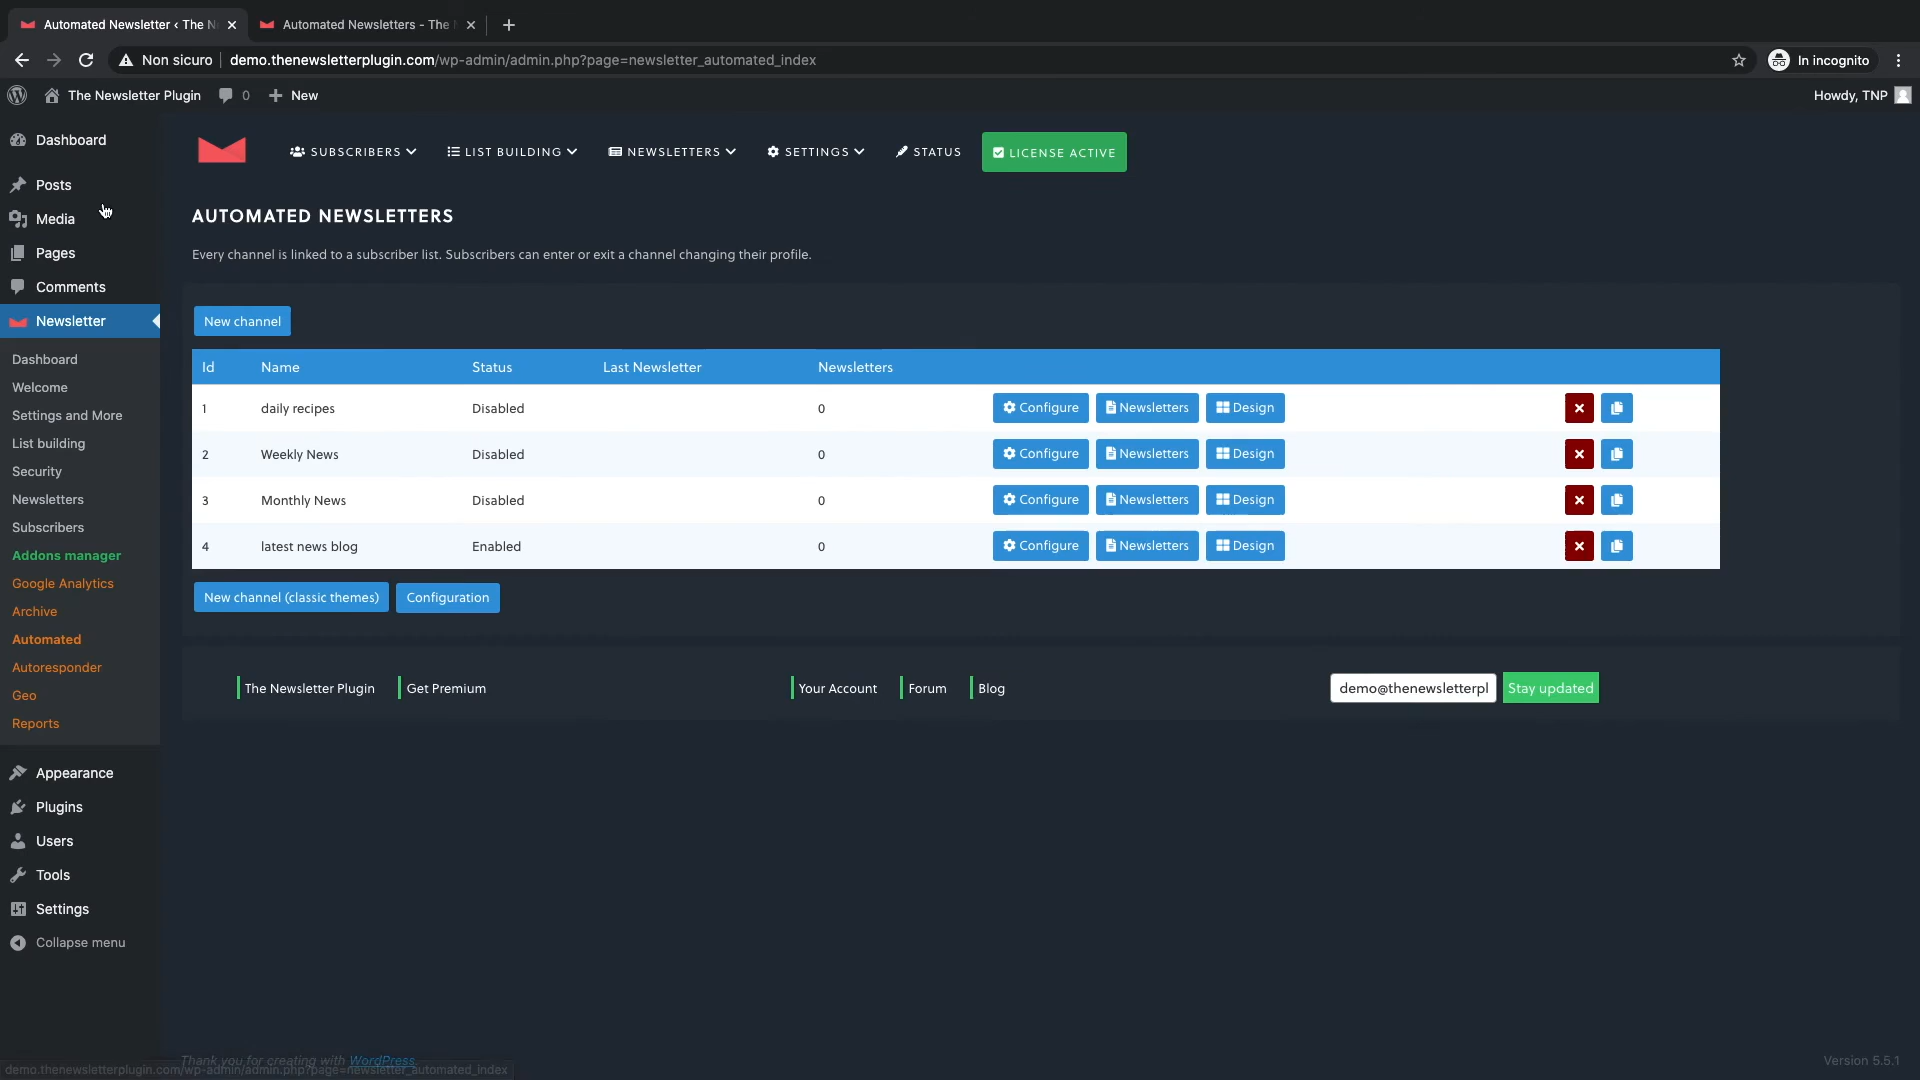 Automated Newsletter ‹ The N
Automated Newsletters - The
Non sicuro
demo.thenewsletterplugin.com/wp-admin/admin.php?page=newsletter_automated_index
In incognito
The Newsletter Plugin
0
New
Howdy, TNP
Dashboard
Posts
Media
Pages
Comments
Newsletter
Dashboard
Welcome
Settings and More
List building
Security
Newsletters
Subscribers
Addons manager
Google Analytics
Archive
Automated
Autoresponder
Geo
Reports
Appearance
Plugins
Users
Tools
Settings
Collapse menu
SUBSCRIBERS
LIST BUILDING
NEWSLETTERS
SETTINGS
STATUS
LICENSE ACTIVE
AUTOMATED NEWSLETTERS
Every channel is linked to a subscriber list. Subscribers can enter or exit a channel changing their profile.
New channel
Id Name Status Last Newsletter Newsletters
1 daily recipes Disabled 0 Configure Newsletters Design
2 Weekly News Disabled 0 Configure Newsletters Design
3 Monthly News Disabled 0 Configure Newsletters Design
4 latest news blog Enabled 0 Configure Newsletters Design
New channel (classic themes) Configuration
The Newsletter Plugin Get Premium Your Account Forum Blog demo@thenewsletterpl Stay updated
Thank you for creating with WordPress.
Version 5.5.1
demo.thenewsletterplugin.com/wp-admin/admin.php?page=newsletter_automated_index